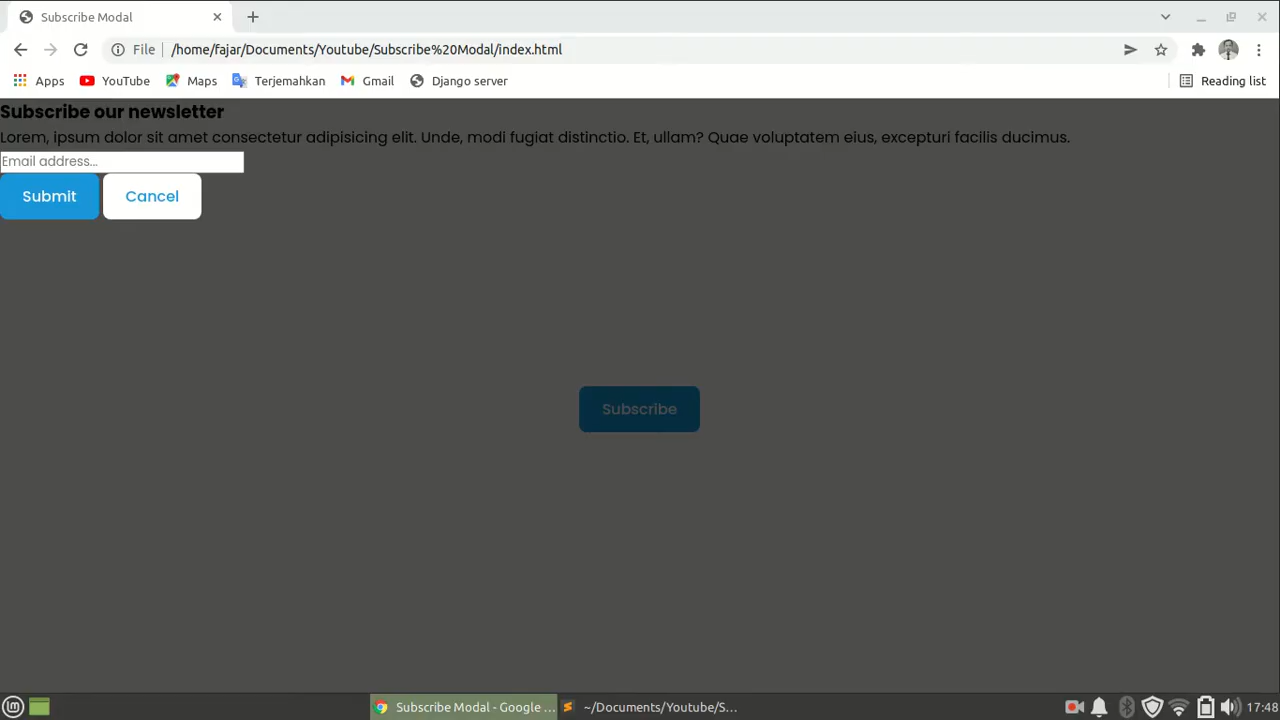 Subscribe Modal
File
/home/fajar/Documents/Youtube/Subscribe%20Modal/index.html
Apps YouTube Maps Terjemahkan Gmail Django server Reading list
Subscribe our newsletter
Lorem, ipsum dolor sit amet consectetur adipisicing elit. Unde, modi fugiat distinctio. Et, ullam? Quae voluptatem eius, excepturi facilis ducimus.
Email address...
Submit Cancel
Subscribe
Subscribe Modal - Google ... ~/Documents/Youtube/S... 17:48